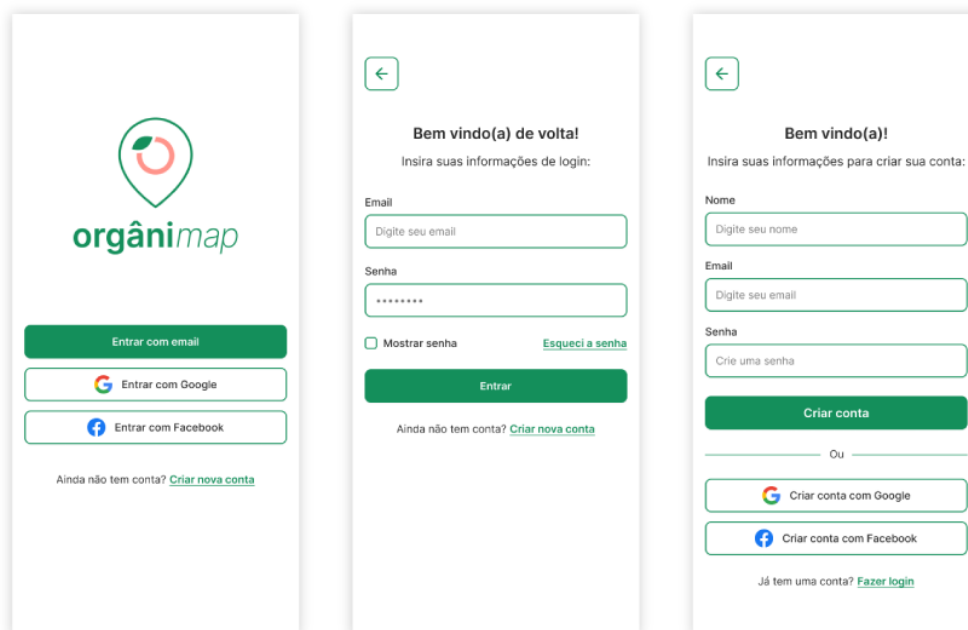 orgânimap
Entrar com email
Entrar com Google
Entrar com Facebook
Ainda não tem conta? Criar nova conta
Bem vindo(a) de volta!
Insira suas informações de login:
Email
Digite seu email
Senha
••••••••
Mostrar senha
Esqueci a senha
Entrar
Ainda não tem conta? Criar nova conta
Bem vindo(a)!
Insira suas informações para criar sua conta:
Nome
Digite seu nome
Email
Digite seu email
Senha
Crie uma senha
Criar conta
Ou
Criar conta com Google
Criar conta com Facebook
Já tem uma conta? Fazer login